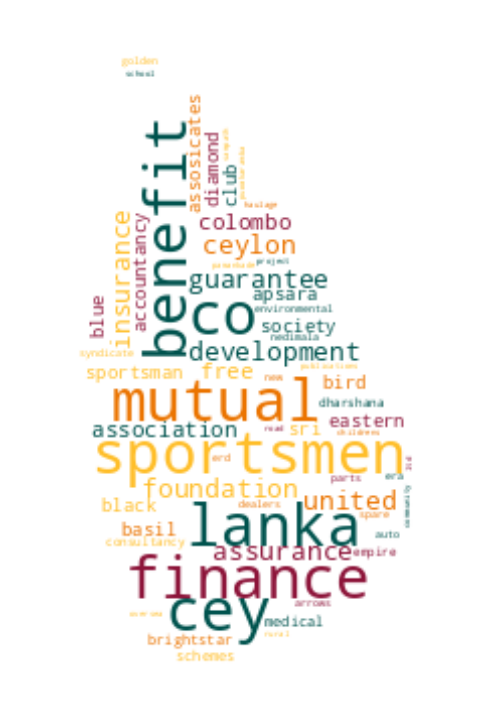 golden
school
assosicates
benefit
diamond
club
haulage
insurance
accountancy
colombo
ceylon
project
guarantee
apsara
blue
co
environmental
society
nedimala
syndicate
development
publications
sportsman
free
new
bird
mutual
dharshana
association
road
sri
eastern
childrens
sportsmen
erd
era
parts
foundation
united
black
dealers
spare
community
lanka
basil
auto
consultancy
assurance
empire
finance
arrows
cey
medical
rural
brightstar
schemes